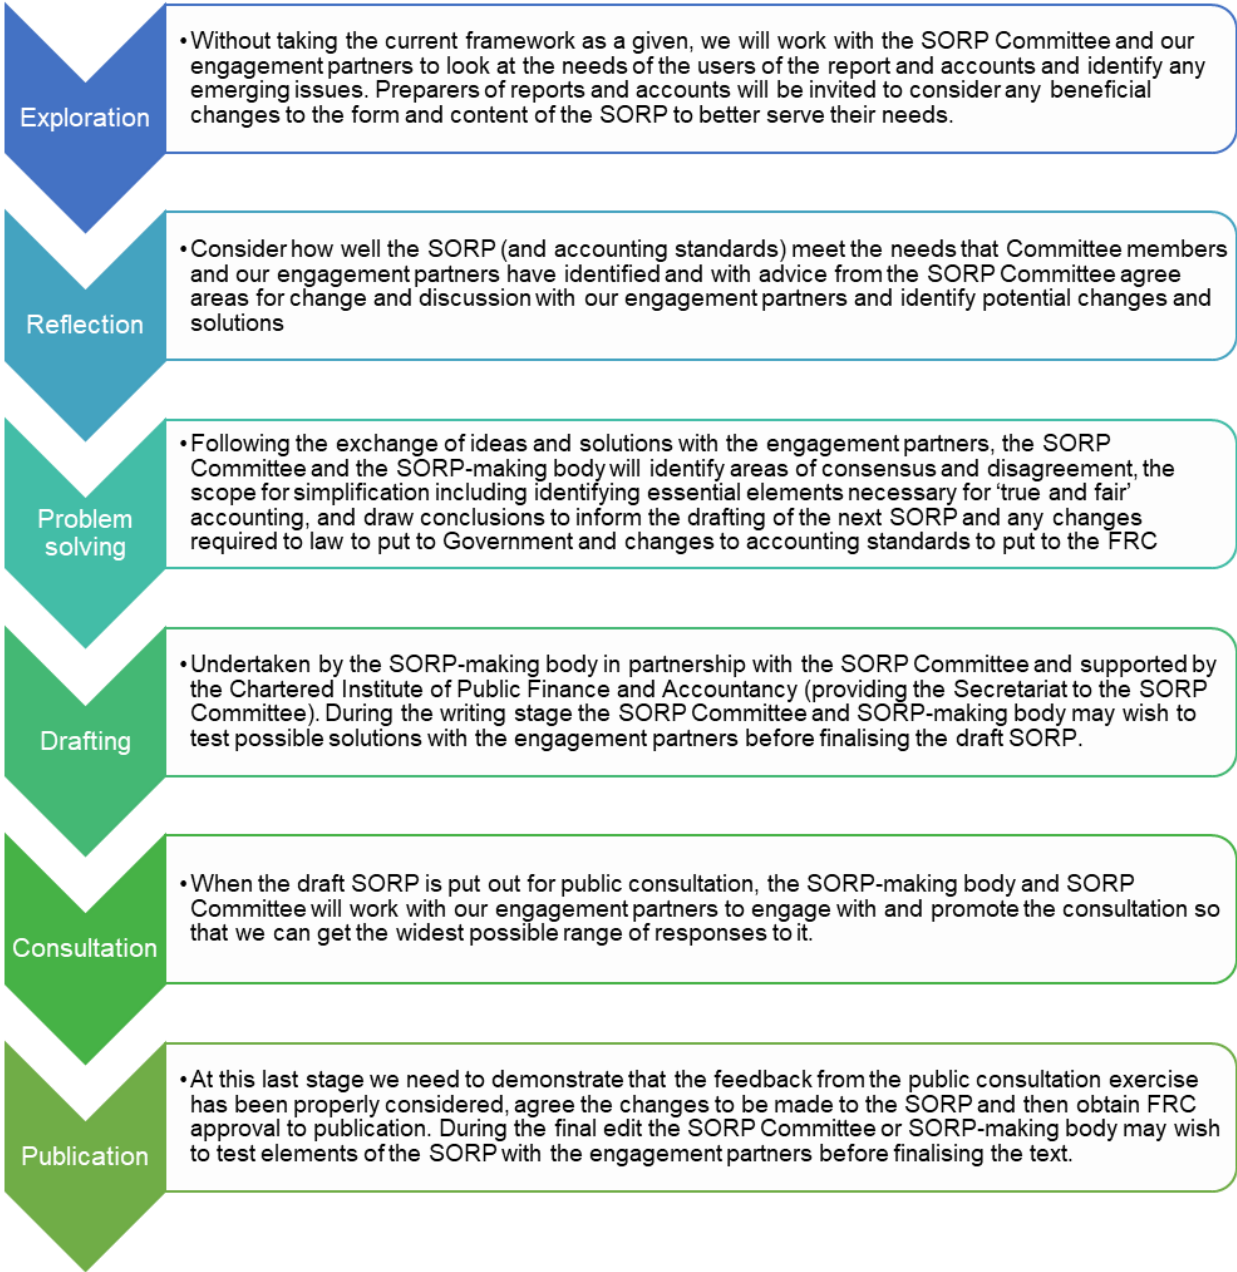 Exploration
•Without taking the current framework as a given, we will work with the SORP Committee and our
engagement partners to look at the needs of the users of the report and accounts and identify any
emerging issues. Preparers of reports and accounts will be invited to consider any beneficial
changes to the form and content of the SORP to better serve their needs.
Reflection
•Consider how well the SORP (and accounting standards) meet the needs that Committee members
and our engagement partners have identified and with advice from the SORP Committee agree
areas for change and discussion with our engagement partners and identify potential changes and
solutions
Problem
solving
•Following the exchange of ideas and solutions with the engagement partners, the SORP
Committee and the SORP-making body will identify areas of consensus and disagreement, the
scope for simplification including identifying essential elements necessary for ‘true and fair’
accounting, and draw conclusions to inform the drafting of the next SORP and any changes
required to law to put to Government and changes to accounting standards to put to the FRC
Drafting
•Undertaken by the SORP-making body in partnership with the SORP Committee and supported by
the Chartered Institute of Public Finance and Accountancy (providing the Secretariat to the SORP
Committee). During the writing stage the SORP Committee and SORP-making body may wish to
test possible solutions with the engagement partners before finalising the draft SORP.
Consultation
•When the draft SORP is put out for public consultation, the SORP-making body and SORP
Committee will work with our engagement partners to engage with and promote the consultation so
that we can get the widest possible range of responses to it.
Publication
•At this last stage we need to demonstrate that the feedback from the public consultation exercise
has been properly considered, agree the changes to be made to the SORP and then obtain FRC
approval to publication. During the final edit the SORP Committee or SORP-making body may wish
to test elements of the SORP with the engagement partners before finalising the text.